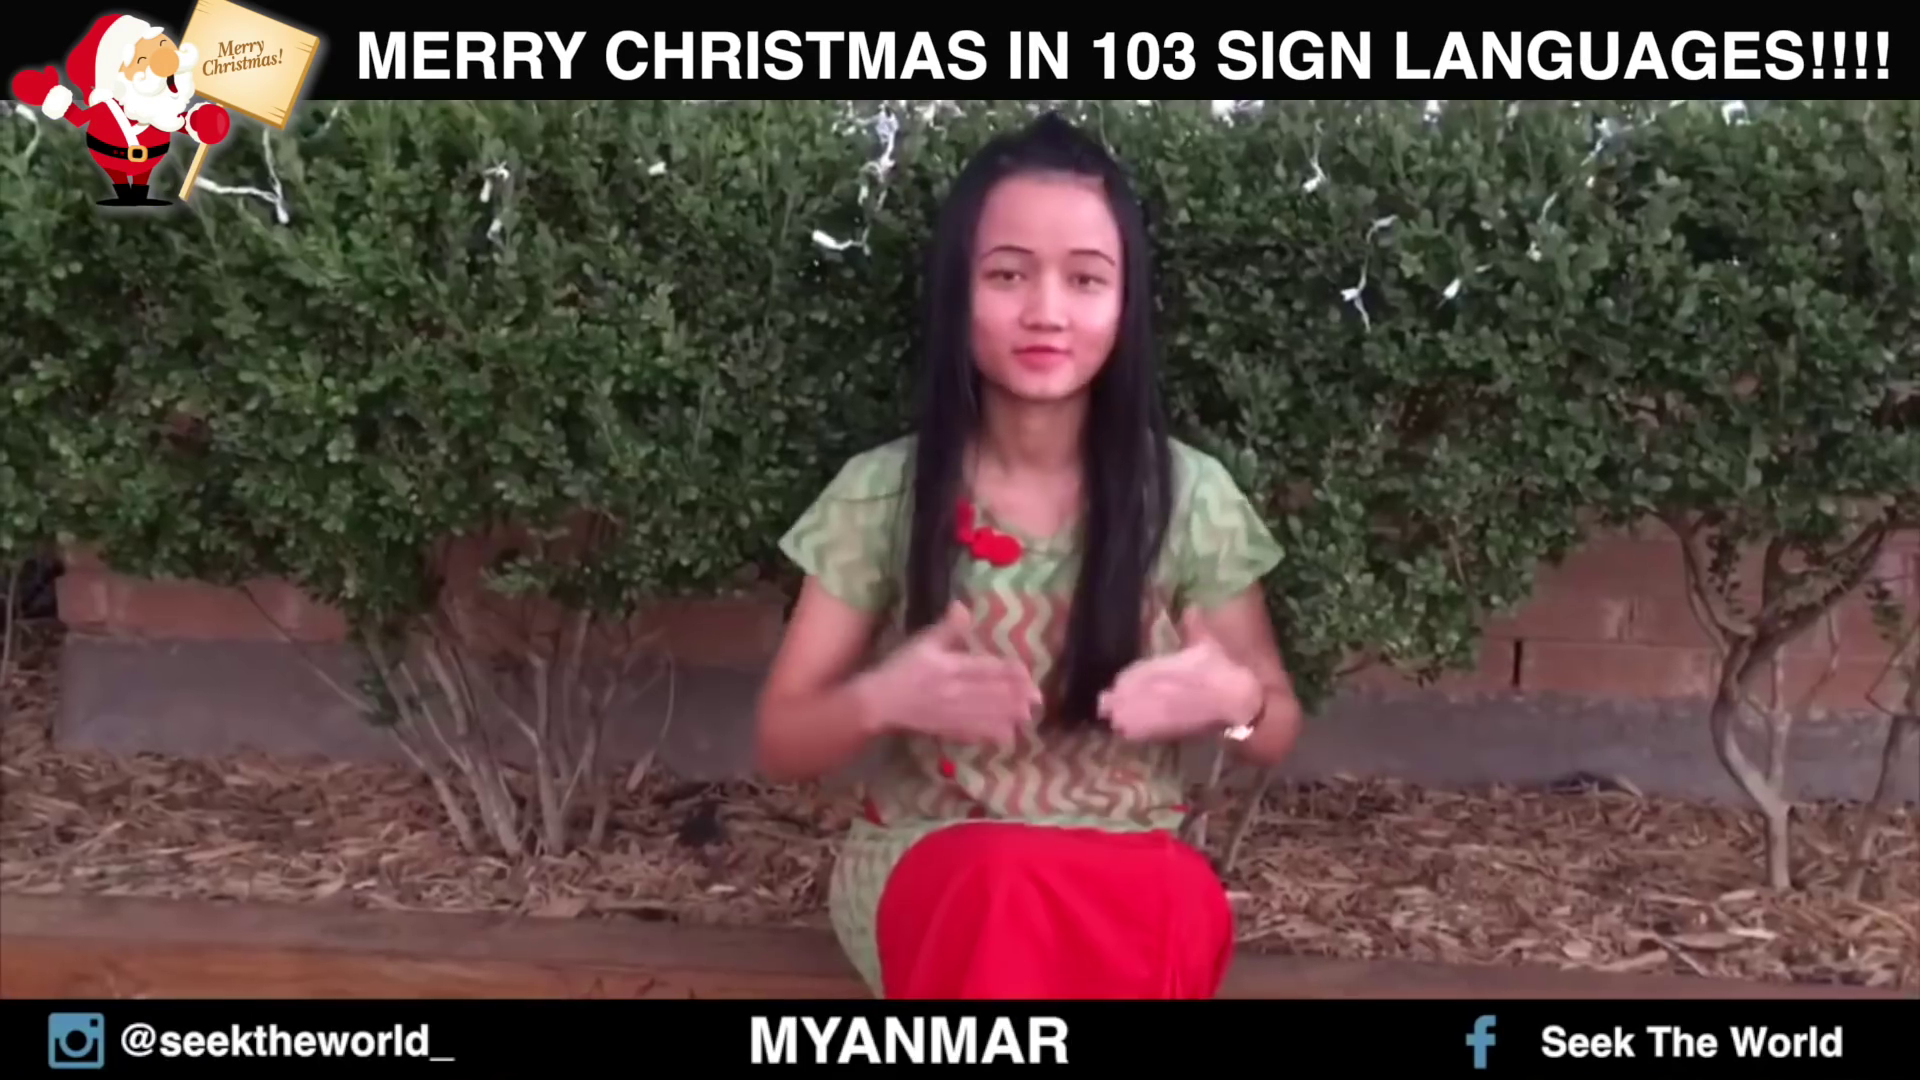 Merry
Christmas!
MERRY CHRISTMAS IN 103 SIGN LANGUAGES!!!!
@seektheworld_
MYANMAR
Seek The World